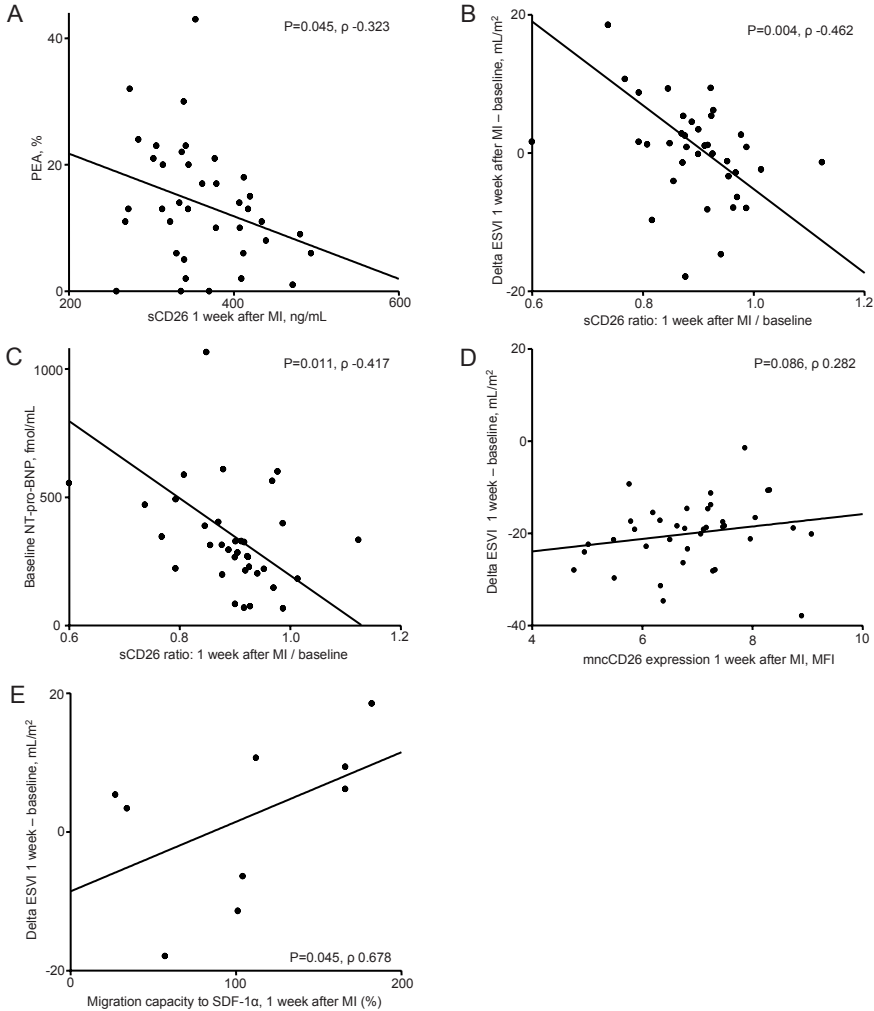 A
P=0.045, ρ -0.323
PEA, %
40
20
0
200
400
600
sCD26 1 week after MI, ng/mL
B
P=0.004, ρ -0.462
Delta ESVI 1 week after MI – baseline, mL/m²
20
0
-20
0.6
0.8
1.0
1.2
sCD26 ratio: 1 week after MI / baseline
C
P=0.011, ρ -0.417
Baseline NT-pro-BNP, fmol/mL
1000
500
0
0.6
0.8
1.0
1.2
sCD26 ratio: 1 week after MI / baseline
D
P=0.086, ρ 0.282
Delta ESVI 1 week – baseline, mL/m²
20
0
-20
-40
4
6
8
10
mncCD26 expression 1 week after MI, MFI
E
Delta ESVI 1 week – baseline, mL/m²
20
0
-20
P=0.045, ρ 0.678
0
100
200
Migration capacity to SDF-1α, 1 week after MI (%)